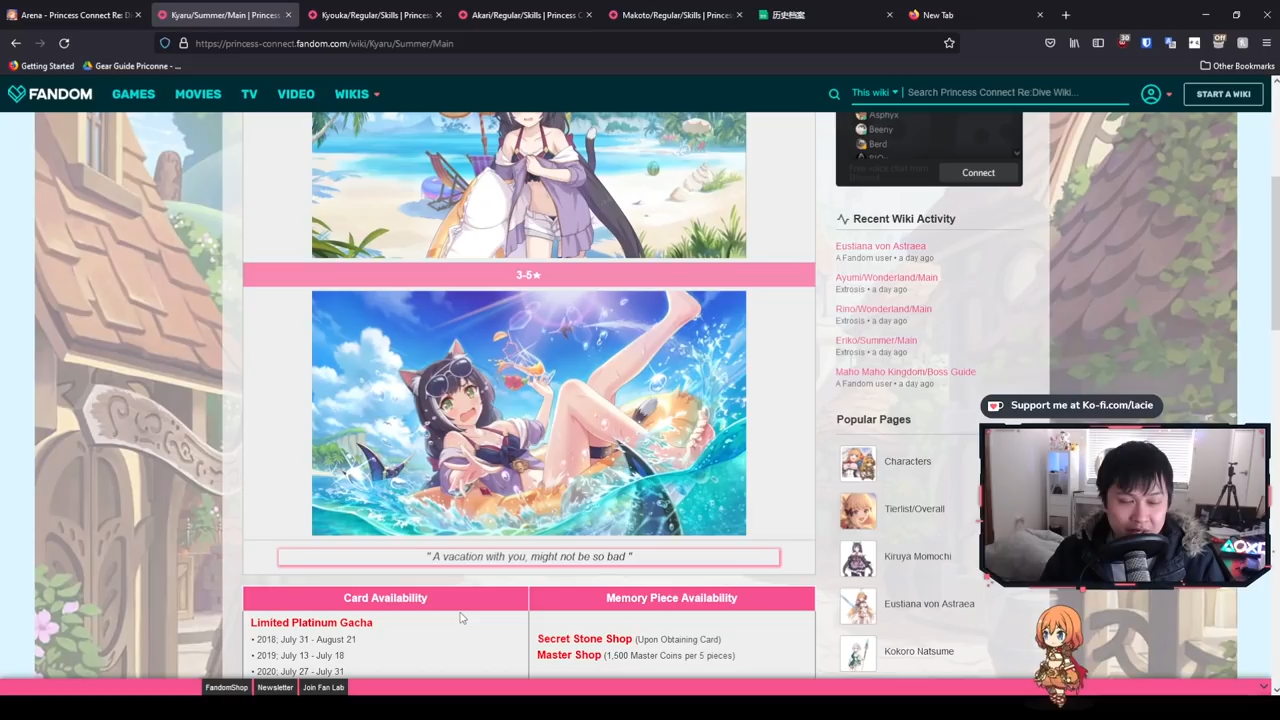 Arena - Princess Connect Re: Di
Kyaru/Summer/Main | Princess
Kyouka/Regular/Skills | Princess
Akari/Regular/Skills | Princess C
Makoto/Regular/Skills | Princess
历史档案
New Tab
https://princess-connect.fandom.com/wiki/Kyaru/Summer/Main
30
Off
Getting Started
Gear Guide Priconne - ...
Other Bookmarks
FANDOM
GAMES
MOVIES
TV
VIDEO
WIKIS
This wiki
Search Princess Connect Re:Dive Wiki...
START A WIKI
Asphyx
Beeny
Berd
Free voice chat from
Discord
Connect
Recent Wiki Activity
Eustiana von Astraea
A Fandom user • a day ago
Ayumi/Wonderland/Main
Extrosis • a day ago
Rino/Wonderland/Main
Extrosis • a day ago
Eriko/Summer/Main
Extrosis • a day ago
Maho Maho Kingdom/Boss Guide
A Fandom user • a day ago
3-5★
Support me at Ko-fi.com/lacie
Popular Pages
Characters
Tierlist/Overall
Kiruya Momochi
Eustiana von Astraea
Kokoro Natsume
" A vacation with you, might not be so bad "
Card Availability
Memory Piece Availability
Limited Platinum Gacha
• 2018; July 31 - August 21
• 2019; July 13 - July 18
• 2020; July 27 - July 31
Secret Stone Shop (Upon Obtaining Card)
Master Shop (1,500 Master Coins per 5 pieces)
FandomShop
Newsletter
Join Fan Lab